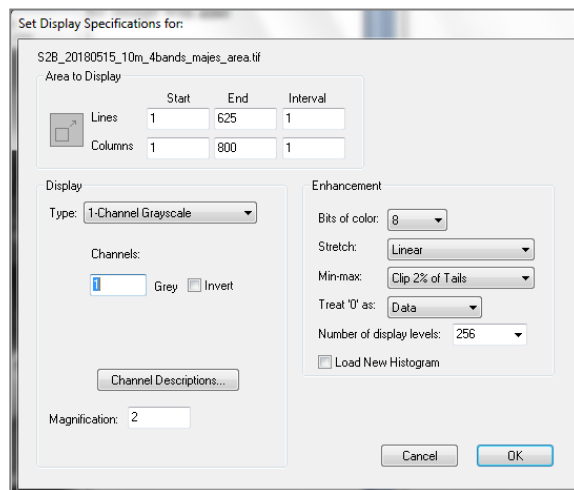 Set Display Specifications for:
S2B_20180515_10m_4bands_majes_area.tif
Area to Display
Start End Interval
Lines 1 625 1
Columns 1 800 1
Display
Type: 1-Channel Grayscale
Channels:
1 Grey Invert
Channel Descriptions...
Magnification: 2
Enhancement
Bits of color: 8
Stretch: Linear
Min-max: Clip 2% of Tails
Treat '0' as: Data
Number of display levels: 256
Load New Histogram
Cancel OK